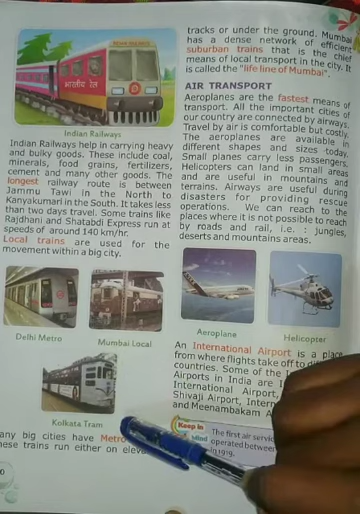 INDIAN RAILWAYS
भारतीय रेल
Indian Railways
Indian Railways help in carrying heavy
and bulky goods. These include coal,
minerals, food grains, fertilizers,
cement and many other goods. The
longest railway route is between
Jammu Tawi in the North to
Kanyakumari in the South. It takes less
than two days travel. Some trains like
Rajdhani and Shatabdi Express run at
speeds of around 140 km/hr.
Local trains are used for the
movement within a big city.
Delhi Metro
Mumbai Local
Kolkata Tram
any big cities have Metro
hese trains run either on eleva
tracks or under the ground. Mumbai
has a dense network of efficient
suburban trains that is the chief
means of local transport in the city. It
is called the "life line of Mumbai".
AIR TRANSPORT
Aeroplanes are the fastest means of
transport. All the important cities of
our country are connected by airways.
Travel by air is comfortable but costly.
The aeroplanes are available in
different shapes and sizes today.
Small planes carry less passengers.
Helicopters can land in small areas
and are useful in mountains and
terrains. Airways are useful during
disasters for providing rescue
operations. We can reach to the
places where it is not possible to reach
by roads and rail, i.e. : jungles,
deserts and mountains areas.
Aeroplane
Helicopter
An International Airport is a place
from where flights take off to
countries. Some of the
Airports in India are
International Airport,
Shivaji Airport, Intern
and Meenambakam A
Keep in
Mind
The first air servic
operated between
in 1919.